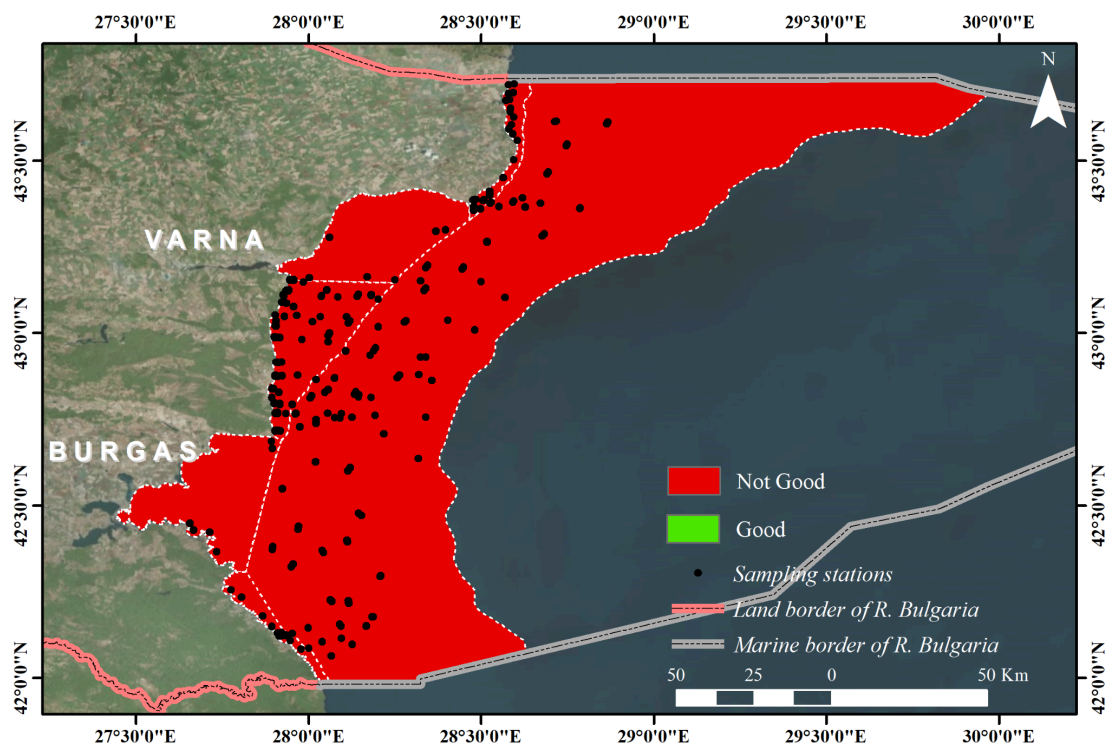 27°30'0"E 28°0'0"E 28°30'0"E 29°0'0"E 29°30'0"E 30°0'0"E
N
43°30'0"N 43°30'0"N
VARNA
43°0'0"N 43°0'0"N
BURGAS
Not Good
42°30'0"N 42°30'0"N
Good
Sampling stations
Land border of R. Bulgaria
Marine border of R. Bulgaria
42°0'0"N 42°0'0"N
50 25 0 50 Km
27°30'0"E 28°0'0"E 28°30'0"E 29°0'0"E 29°30'0"E 30°0'0"E